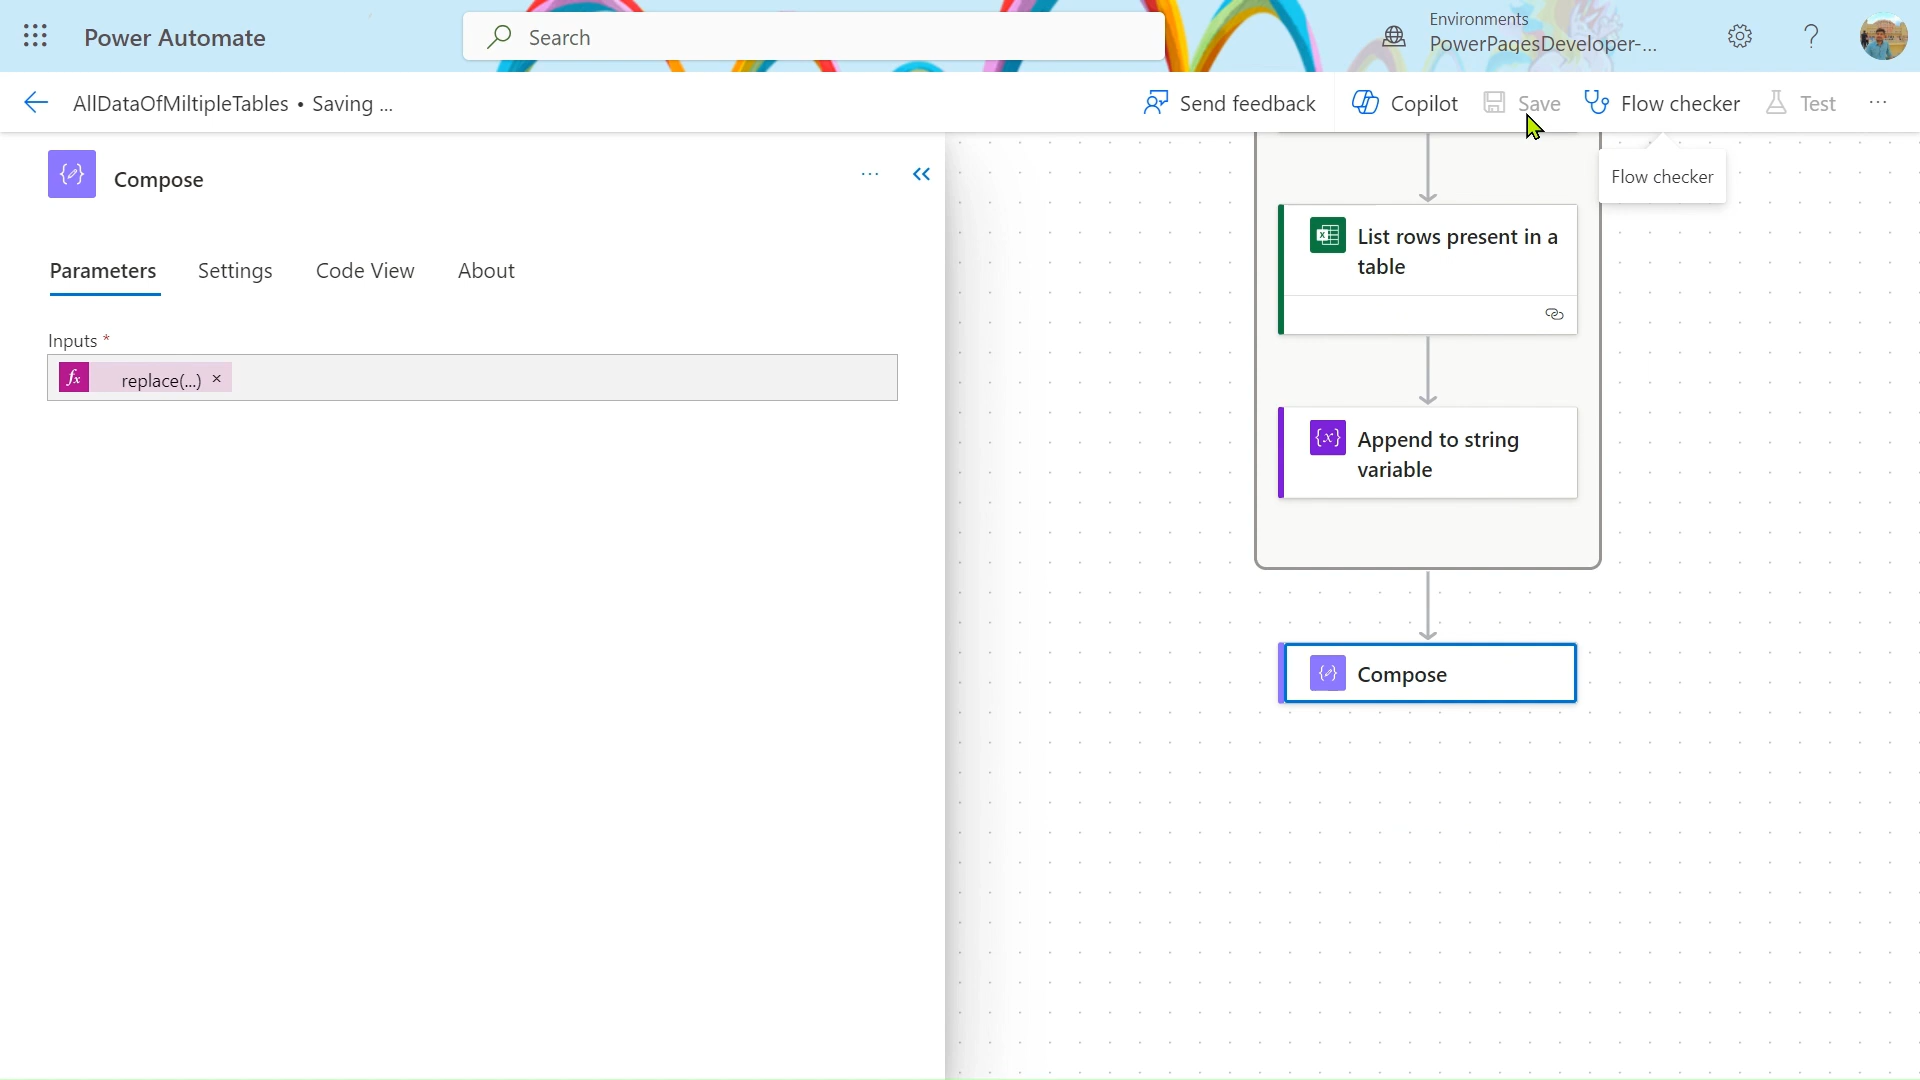 Power Automate
Search
Environments
PowerPagesDeveloper-...
AllDataOfMiltipleTables • Saving ...
Send feedback
Copilot
Save
Flow checker
Test
Flow checker
Compose
Parameters
Settings
Code View
About
Inputs *
fx replace(...) ×
List rows present in a
table
{x} Append to string
variable
Compose